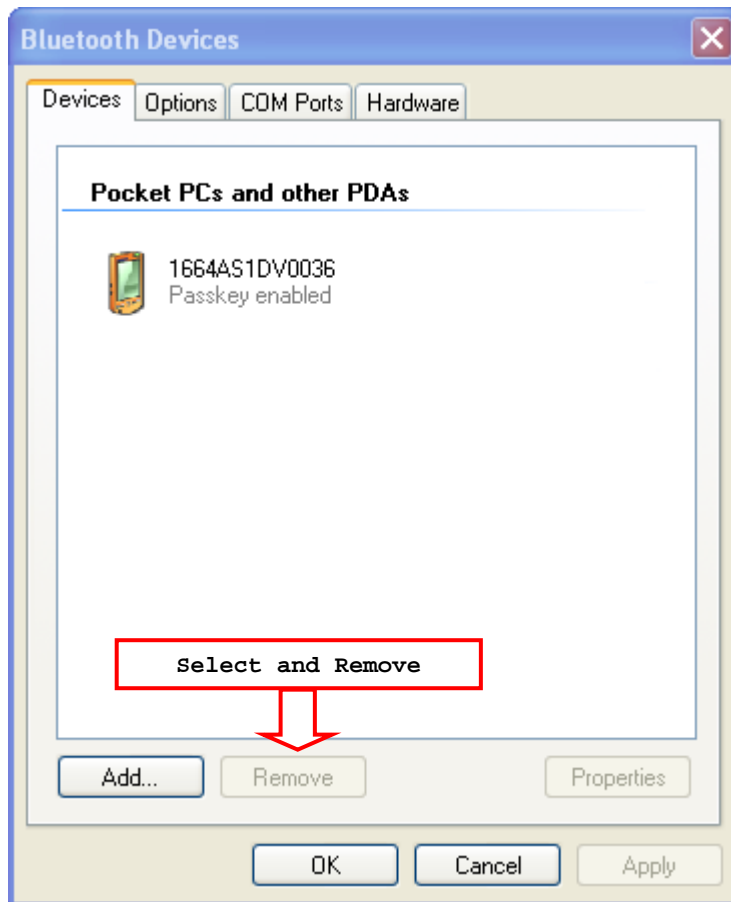 Bluetooth Devices
Devices Options COM Ports Hardware
Pocket PCs and other PDAs
1664AS1DV0036
Passkey enabled
Select and Remove
Add... Remove Properties
OK Cancel Apply